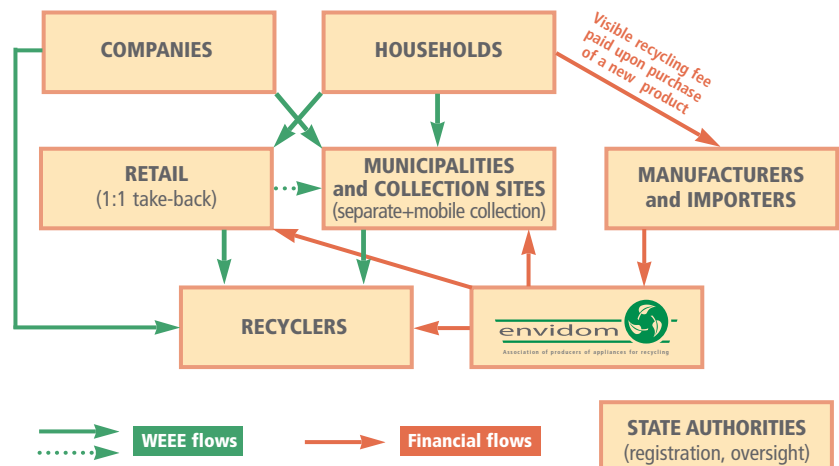 COMPANIES
HOUSEHOLDS
Visible recycling fee
paid upon purchase
of a new product
RETAIL
(1:1 take-back)
MUNICIPALITIES
and COLLECTION SITES
(separate+mobile collection)
MANUFACTURERS
and IMPORTERS
RECYCLERS
envidom
Association of producers of appliances for recycling
WEEE flows
Financial flows
STATE AUTHORITIES
(registration, oversight)